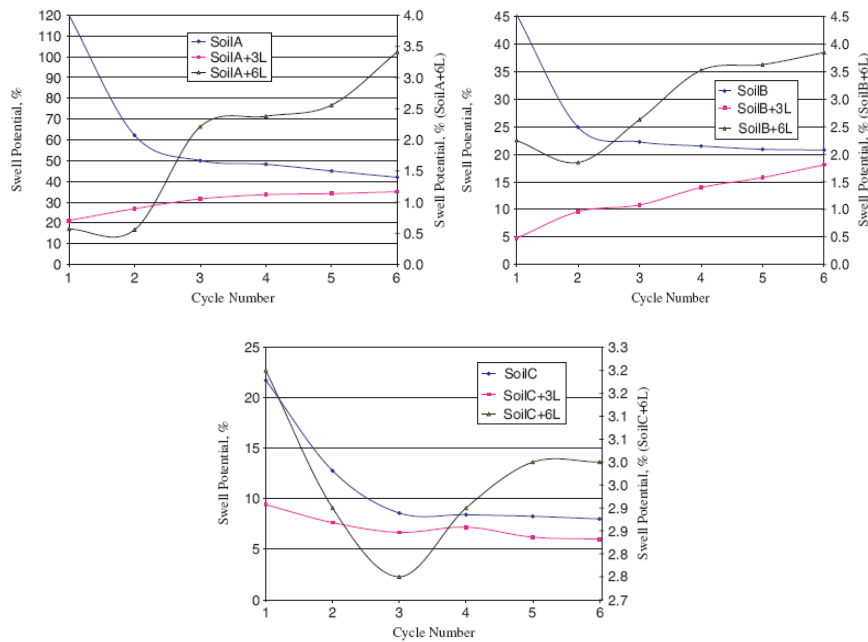 Swell Potential, %
120
110
100
90
80
70
60
50
40
30
20
10
0
SoilA
SoilA+3L
SoilA+6L
4.0
3.5
3.0
2.5
2.0
1.5
1.0
0.5
0.0
Swell Potential, % (SoilA+6L)
1 2 3 4 5 6
Cycle Number
Swell Potential, %
45
40
35
30
25
20
15
10
5
0
SoilB
SoilB+3L
SoilB+6L
4.5
4.0
3.5
3.0
2.5
2.0
1.5
1.0
0.5
0.0
Swell Potential, % (SoilB+6L)
1 2 3 4 5 6
Cycle Number
Swell Potential, %
25
20
15
10
5
0
SoilC
SoilC+3L
SoilC+6L
3.3
3.2
3.2
3.1
3.1
3.0
3.0
2.9
2.9
2.8
2.8
2.7
Swell Potential, % (SoilC+6L)
1 2 3 4 5 6
Cycle Number